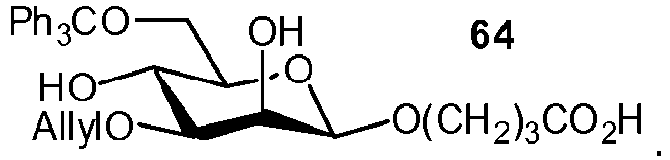 Ph₃CO
OH
64
O
HO
AllylO
O(CH₂)₃CO₂H
.